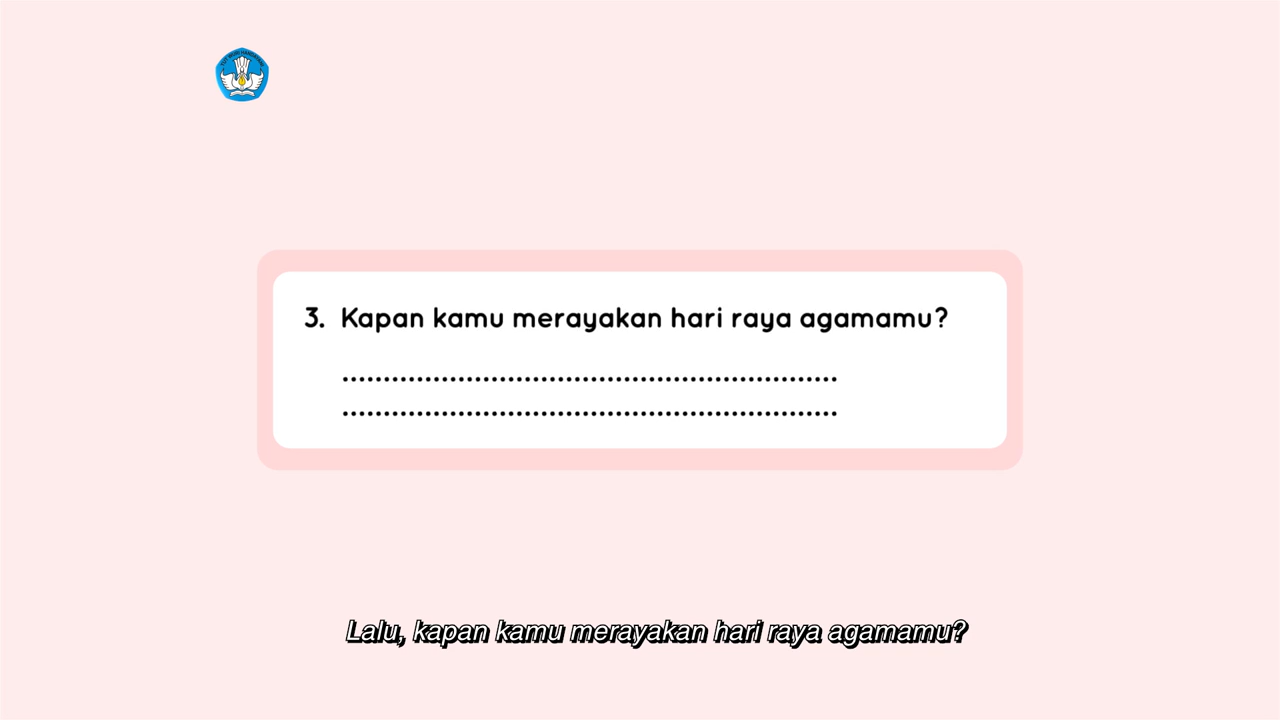 3. Kapan kamu merayakan hari raya agamamu?
............................................................
............................................................
Lalu, kapan kamu merayakan hari raya agamamu?